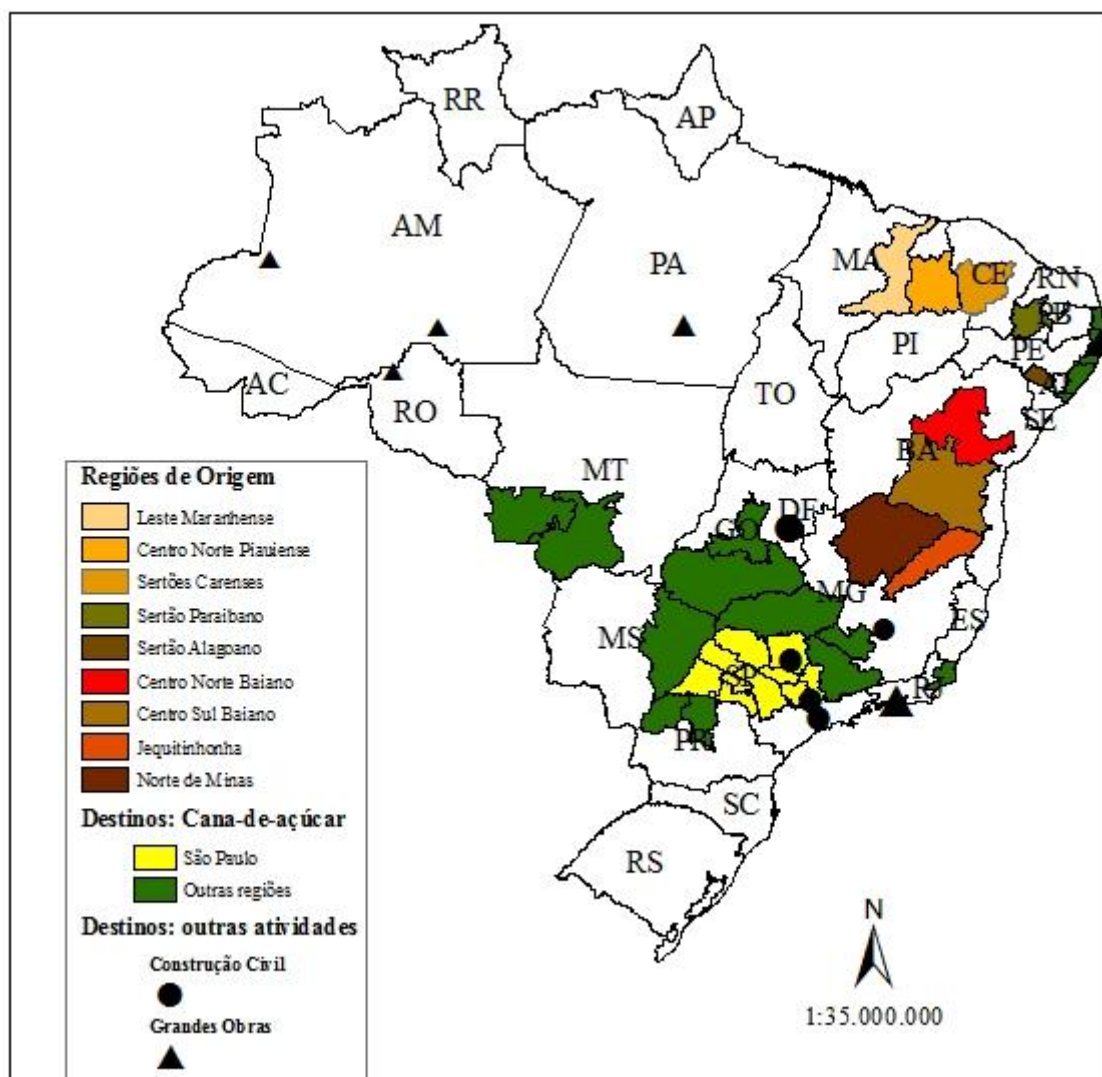 RR
AP
AM
PA
MA
CE
RN
PB
PI
PE
AC
RO
TO
SE
BA
MT
DF
GO
MG
ES
MS
SP
RJ
PR
SC
RS
Regiões de Origem
Leste Maranhense
Centro Norte Piauiense
Sertões Carenses
Sertão Paraibano
Sertão Alagoano
Centro Norte Baiano
Centro Sul Baiano
Jequitinhonha
Norte de Minas
Destinos: Cana-de-açúcar
São Paulo
Outras regiões
Destinos: outras atividades
Construção Civil
Grandes Obras
N
1:35.000.000